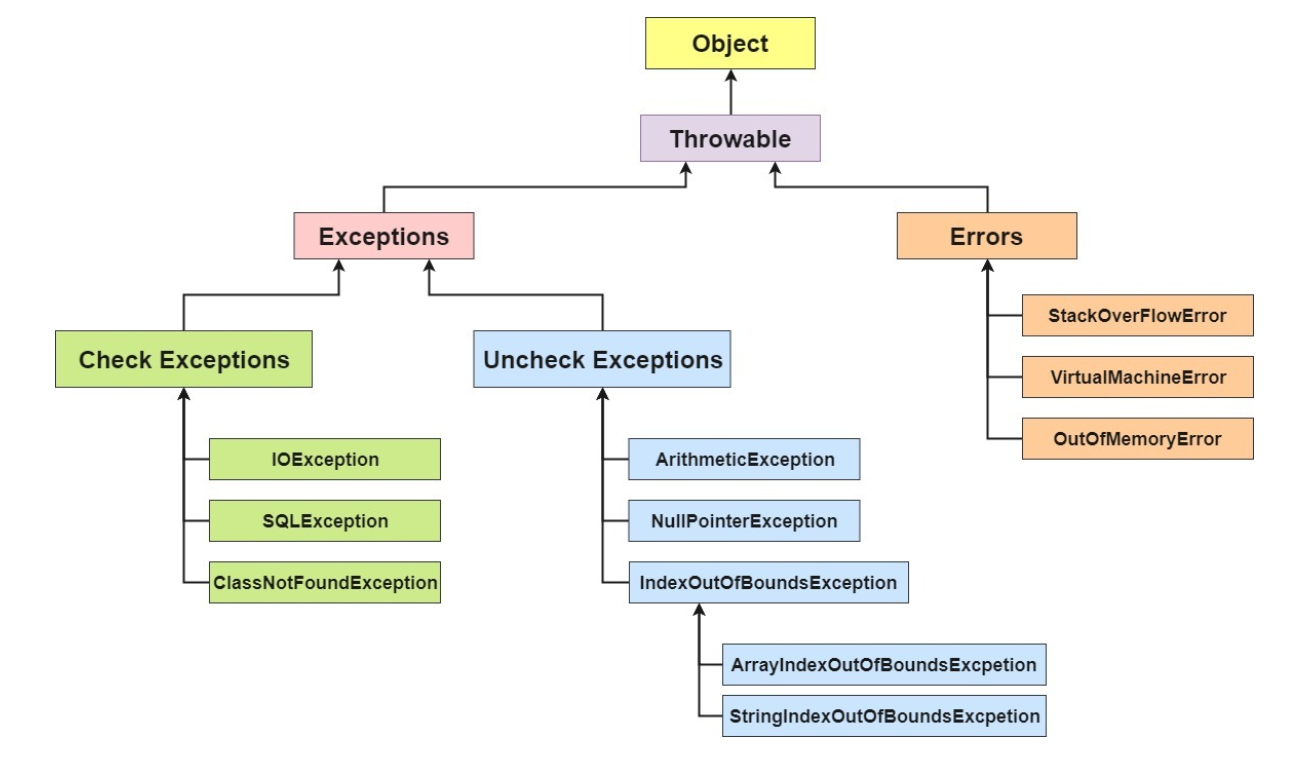 Object
Throwable
Exceptions
Errors
Check Exceptions
Uncheck Exceptions
IOException
SQLException
ClassNotFoundException
ArithmeticException
NullPointerException
IndexOutOfBoundsException
ArrayIndexOutOfBoundsExcpetion
StringIndexOutOfBoundsExcpetion
StackOverFlowError
VirtualMachineError
OutOfMemoryError